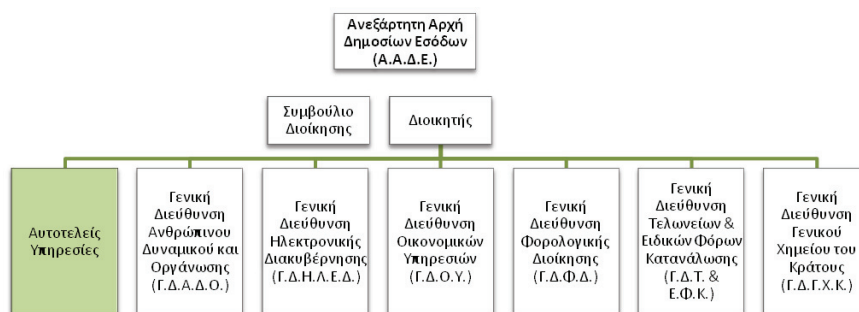 Ανεξάρτητη Αρχή
Δημοσίων Εσόδων
(Α.Α.Δ.Ε.)
Συμβούλιο
Διοίκησης
Διοικητής
Αυτοτελείς
Υπηρεσίες
Γενική
Διεύθυνση
Ανθρώπινου
Δυναμικού και
Οργάνωσης
(Γ.Δ.Α.Δ.Ο.)
Γενική
Διεύθυνση
Ηλεκτρονικής
Διακυβέρνησης
(Γ.Δ.Η.Λ.Ε.Δ.)
Γενική
Διεύθυνση
Οικονομικών
Υπηρεσιών
(Γ.Δ.Ο.Υ.)
Γενική
Διεύθυνση
Φορολογικής
Διοίκησης
(Γ.Δ.Φ.Δ.)
Γενική
Διεύθυνση
Τελωνείων &
Ειδικών Φόρων
Κατανάλωσης
(Γ.Δ.Τ. &
Ε.Φ.Κ.)
Γενική
Διεύθυνση
Γενικού
Χημείου του
Κράτους
(Γ.Δ.Γ.Χ.Κ.)